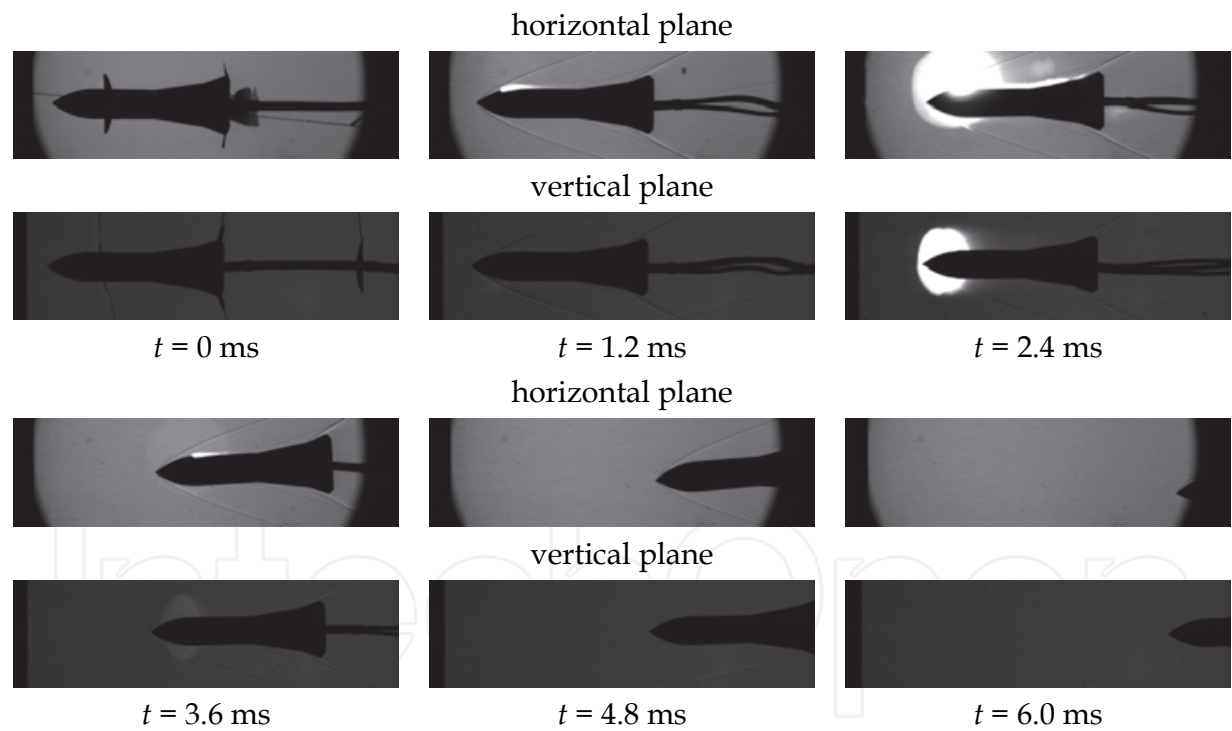 horizontal plane
vertical plane
t = 0 ms t = 1.2 ms t = 2.4 ms
horizontal plane
vertical plane
t = 3.6 ms t = 4.8 ms t = 6.0 ms
IntechOpen